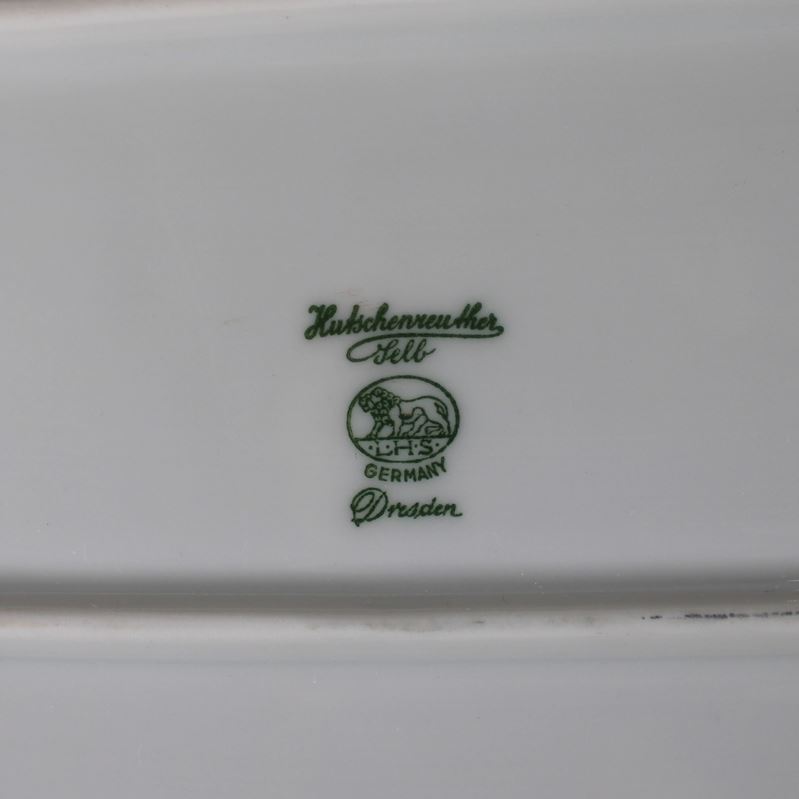 Hutschenreuther
Selb
·L·H·S·
GERMANY
Dresden